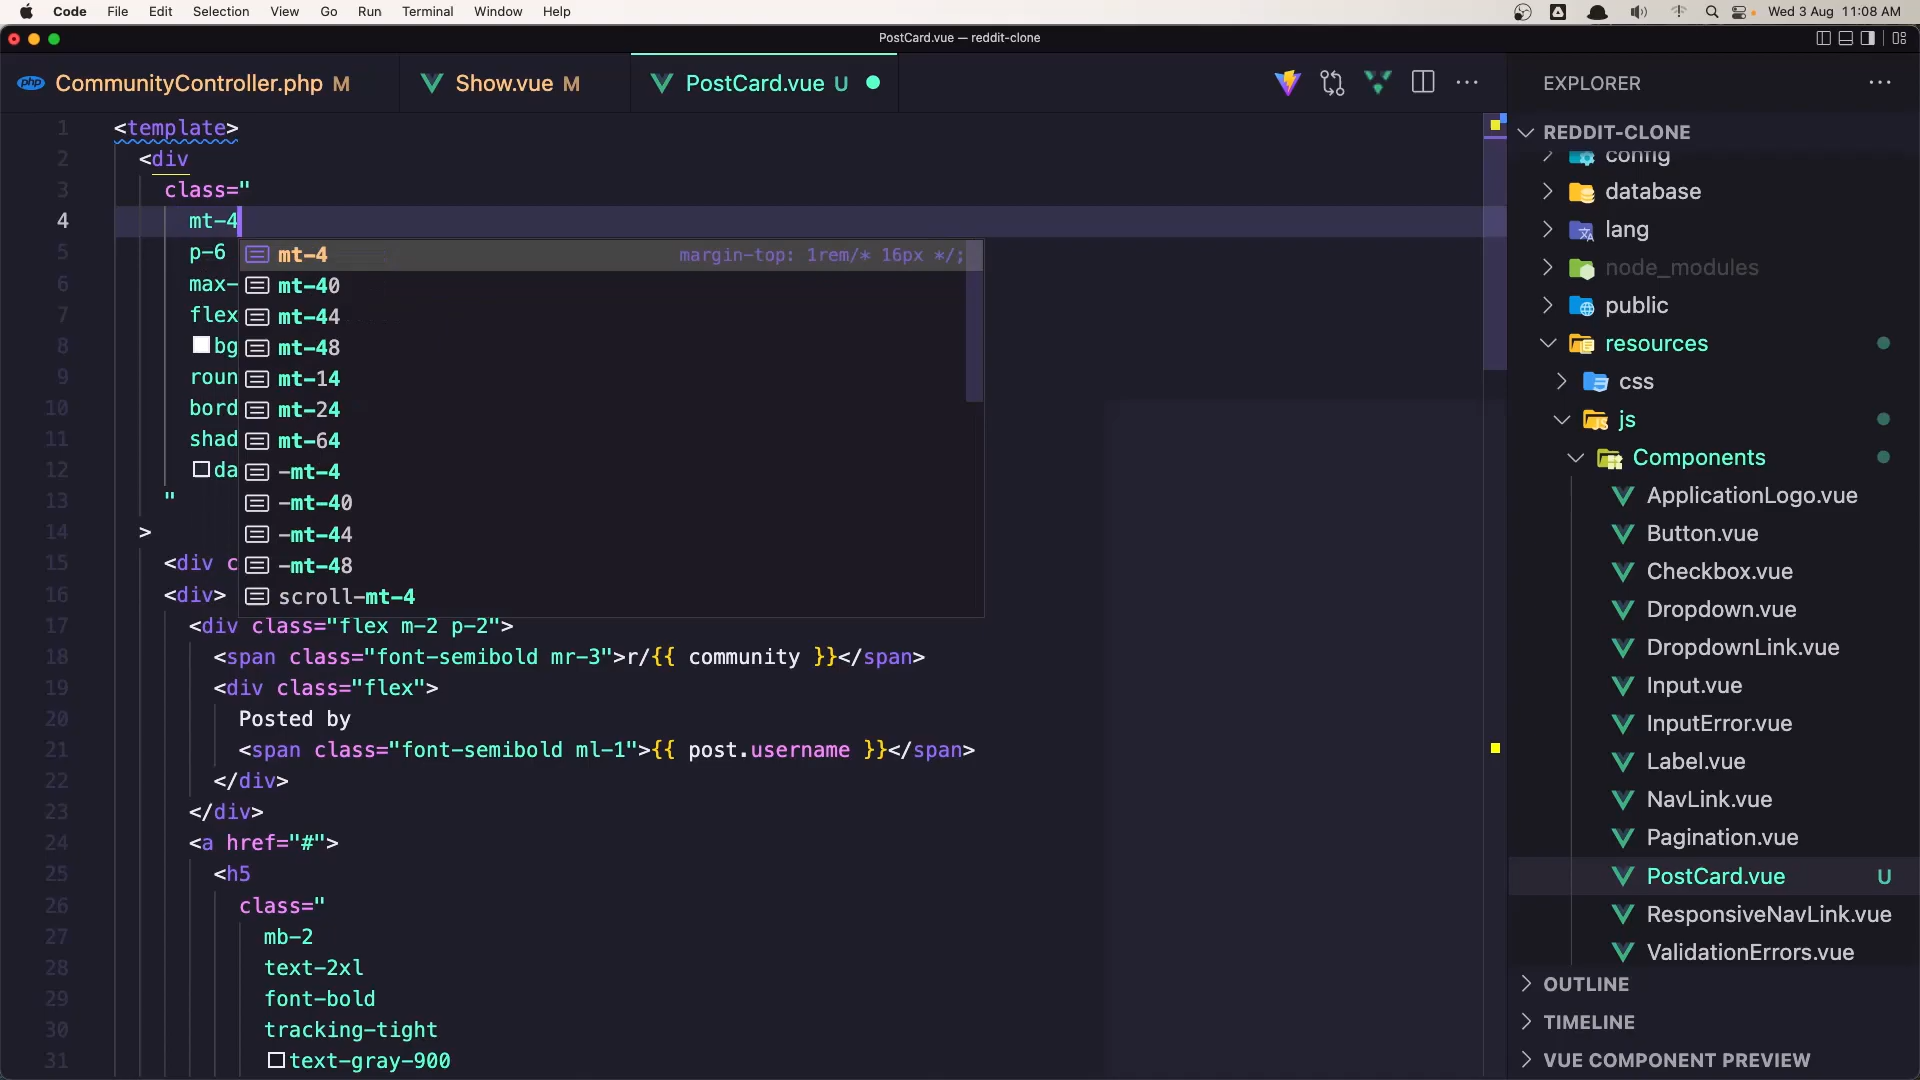 Code File Edit Selection View Go Run Terminal Window Help
Wed 3 Aug 11:08 AM
PostCard.vue — reddit-clone
php CommunityController.php M
Show.vue M
PostCard.vue U
1 <template>
2 <div
3 class="
4 mt-4
5 p-6
6 max-
7 flex
8 bg
9 roun
10 bord
11 shad
12 da
13 "
14 >
15 <div c
16 <div>
17 <div class="flex m-2 p-2">
18 <span class="font-semibold mr-3">r/{{ community }}</span>
19 <div class="flex">
20 Posted by
21 <span class="font-semibold ml-1">{{ post.username }}</span>
22 </div>
23 </div>
24 <a href="#">
25 <h5
26 class="
27 mb-2
28 text-2xl
29 font-bold
30 tracking-tight
31 text-gray-900
mt-4 margin-top: 1rem/* 16px */;
mt-40
mt-44
mt-48
mt-14
mt-24
mt-64
-mt-4
-mt-40
-mt-44
-mt-48
scroll-mt-4
EXPLORER
REDDIT-CLONE
config
database
lang
node_modules
public
resources
css
js
Components
ApplicationLogo.vue
Button.vue
Checkbox.vue
Dropdown.vue
DropdownLink.vue
Input.vue
InputError.vue
Label.vue
NavLink.vue
Pagination.vue
PostCard.vue U
ResponsiveNavLink.vue
ValidationErrors.vue
OUTLINE
TIMELINE
VUE COMPONENT PREVIEW